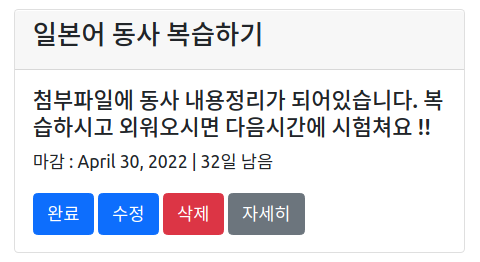 일본어 동사 복습하기
첨부파일에 동사 내용정리가 되어있습니다. 복
습하시고 외워오시면 다음시간에 시험쳐요 !!
마감 : April 30, 2022 | 32일 남음
완료 수정 삭제 자세히